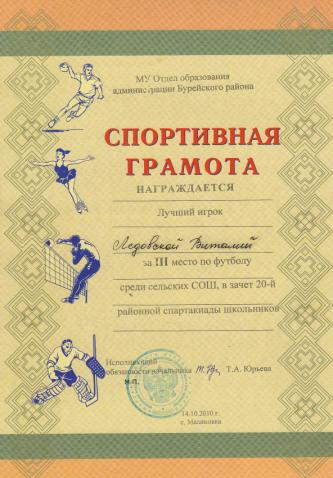 МУ Отдел образования
администрации Бурейского района
СПОРТИВНАЯ
ГРАМОТА
НАГРАЖДАЕТСЯ
Лучший игрок
Ледовской Виталий
за III место по футболу
среди сельских СОШ, в зачет 20-й
районной спартакиады школьников
Исполняющий
обязанности начальника Т.А. Юрьева
М.П.
14.10.2010 г.
с. Малиновка